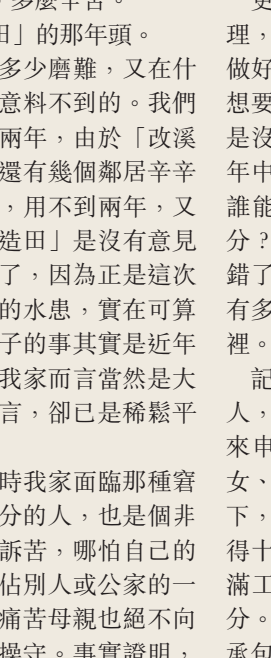 多麼辛苦。
田」的那年頭。
多少磨難，又在什
意料不到的。我們
兩年，由於「改溪
還有幾個鄰居辛辛
，用不到兩年，又
造田」是沒有意見
了，因為正是這次
的水患，實在可算
子的事其實是近年
我家而言當然是大
言，卻已是稀鬆平
時我家面臨那種窘
分的人，也是個非
訴苦，哪怕自己的
佔別人或公家的一
痛苦母親也絕不向
操守。事實證明，
更
理，
做好
想要
是沒
年中
誰能
分？
錯了
有多
裡。
記
人，
來申
女、
下，
得十
滿工
分。
承包